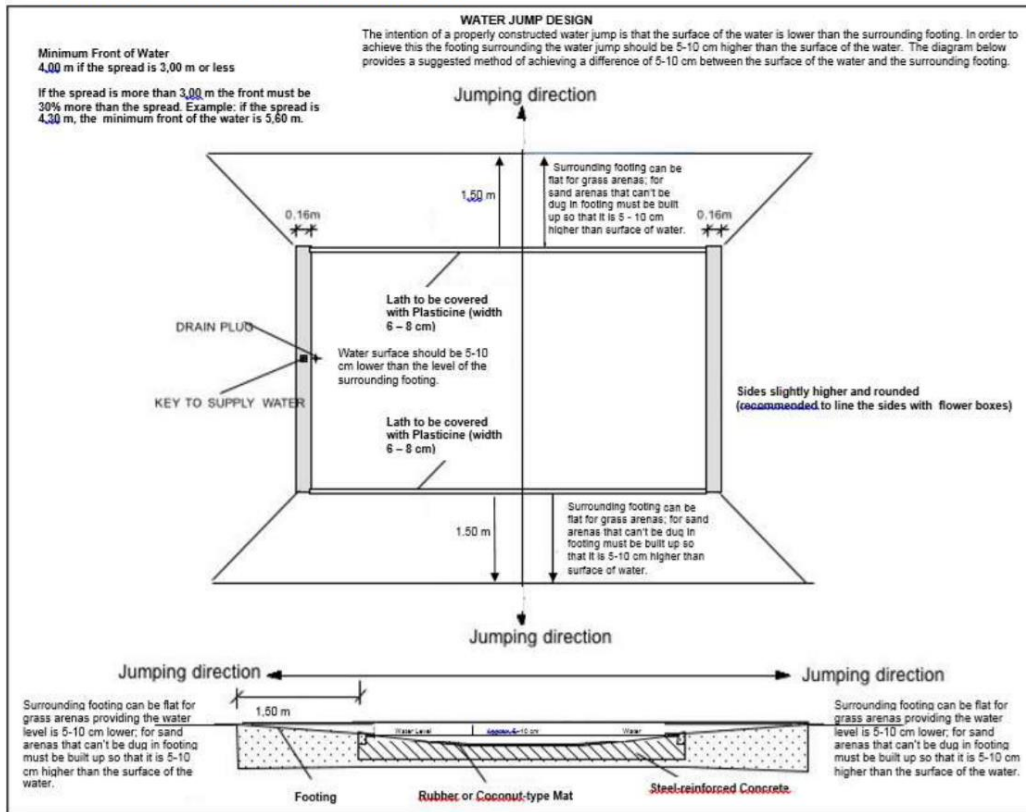 WATER JUMP DESIGN
The intention of a properly constructed water jump is that the surface of the water is lower than the surrounding footing. In order to
achieve this the footing surrounding the water jump should be 5-10 cm higher than the surface of the water. The diagram below
provides a suggested method of achieving a difference of 5-10 cm between the surface of the water and the surrounding footing.
Minimum Front of Water
4,00 m if the spread is 3,00 m or less
If the spread is more than 3,00 m the front must be
30% more than the spread. Example: if the spread is
4,30 m, the minimum front of the water is 5,60 m.
Jumping direction
1,50 m
Surrounding footing can be
flat for grass arenas; for
sand arenas that can't be
dug in footing must be built
up so that it is 5 - 10 cm
higher than surface of water.
0,16m
0,16m
Lath to be covered
with Plasticine (width
6 – 8 cm)
DRAIN PLUG
Water surface should be 5-10
cm lower than the level of the
surrounding footing.
KEY TO SUPPLY WATER
Sides slightly higher and rounded
(recommended to line the sides with flower boxes)
Lath to be covered
with Plasticine (width
6 – 8 cm)
1.50 m
Surrounding footing can be
flat for grass arenas; for sand
arenas that can't be dug in
footing must be built up so
that it is 5-10 cm higher than
surface of water.
Jumping direction
Jumping direction
Jumping direction
Surrounding footing can be flat for
grass arenas providing the water
level is 5-10 cm lower; for sand
arenas that can't be dug in footing
must be built up so that it is 5-10
cm higher than the surface of the
water.
1,50 m
Water Level
10 cm
Water
Surrounding footing can be flat for
grass arenas providing the water
level is 5-10 cm lower; for sand
arenas that can't be dug in footing
must be built up so that it is 5-10 cm
higher than the surface of the water.
Footing
Rubber or Coconut-type Mat
Steel-reinforced Concrete